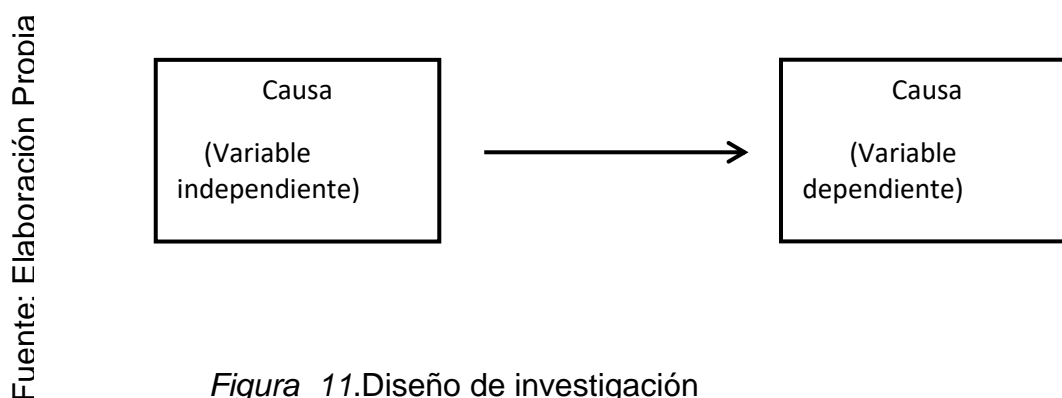 Fuente: Elaboración Propia
Causa
(Variable
independiente)
Causa
(Variable
dependiente)
Figura 11.Diseño de investigación